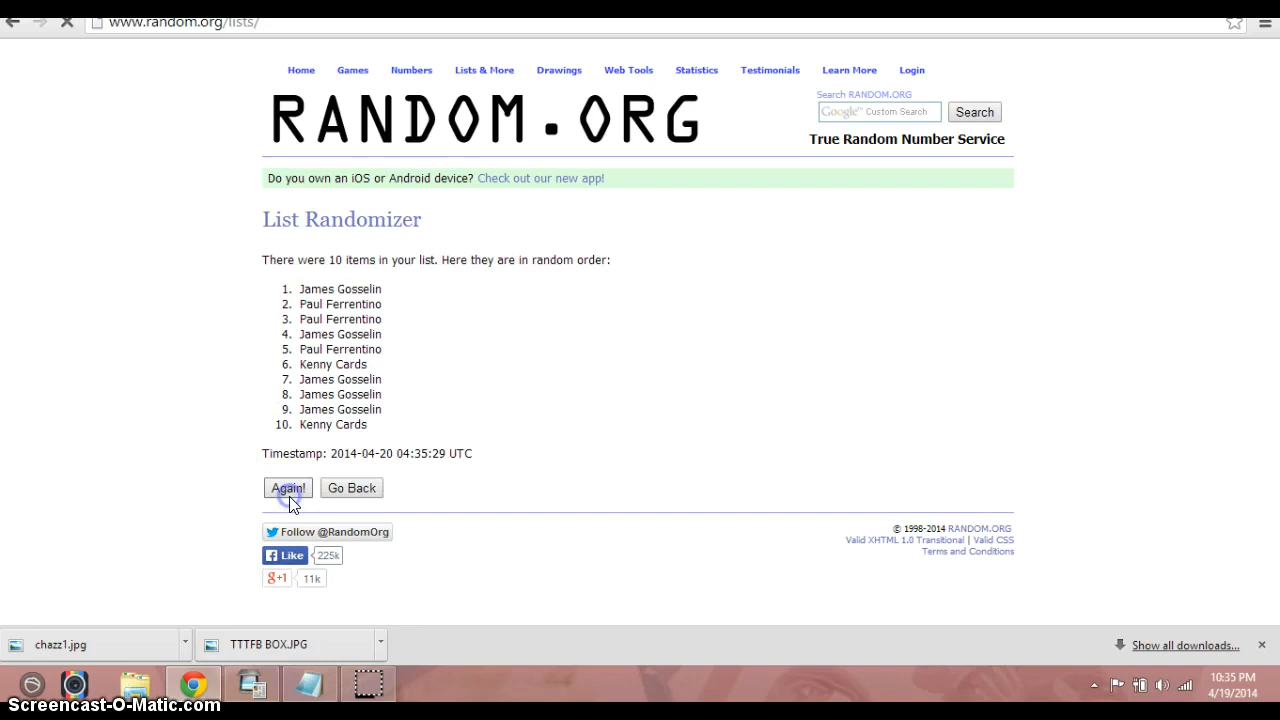 www.random.org/lists/
Home Games Numbers Lists & More Drawings Web Tools Statistics Testimonials Learn More Login
RANDOM.ORG
Search RANDOM.ORG
Google™ Custom Search Search
True Random Number Service
Do you own an iOS or Android device? Check out our new app!
List Randomizer
There were 10 items in your list. Here they are in random order:
1. James Gosselin
2. Paul Ferrentino
3. Paul Ferrentino
4. James Gosselin
5. Paul Ferrentino
6. Kenny Cards
7. James Gosselin
8. James Gosselin
9. James Gosselin
10. Kenny Cards
Timestamp: 2014-04-20 04:35:29 UTC
Again! Go Back
Follow @RandomOrg
Like 225k
g+1 11k
© 1998-2014 RANDOM.ORG
Valid XHTML 1.0 Transitional | Valid CSS
Terms and Conditions
chazz1.jpg TTTFB BOX.JPG Show all downloads...
10:35 PM
4/19/2014
Screencast-O-Matic.com